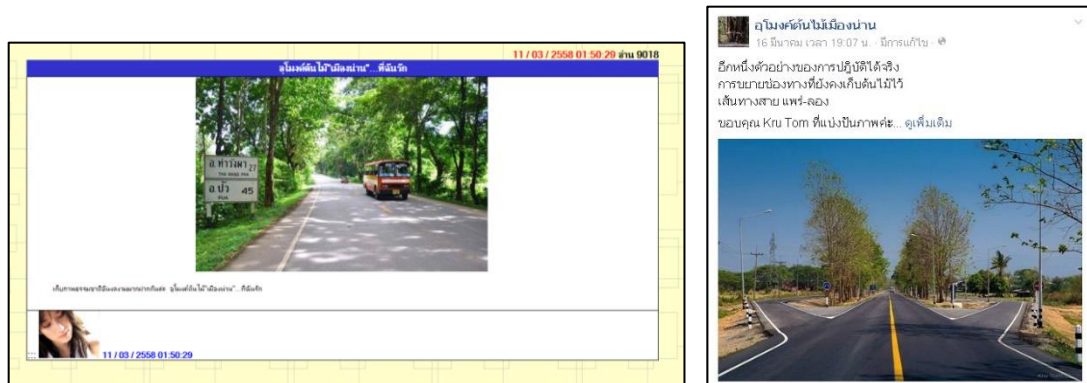 11 / 03 / 2558 01:50:29 อ่าน 9018
อุโมงค์ต้นไม้"เมืองน่าน"...ที่ฉันรัก
อ. ท่าวังผา 27
THA WANG PHA
อ. ปัว 45
PUA
11 / 03 / 2558 01:50:29
อุโมงค์ต้นไม้เมืองน่าน
16 มีนาคม เวลา 19:07 น. · มีการแก้ไข ·
อีกหนึ่งตัวอย่างของการปฎิบัติได้จริง
การขยายช่องทางที่ยังคงเก็บต้นไม้ไว้
เส้นทางสาย แพร่-ลอง
ขอบคุณ Kru Tom ที่แบ่งปันภาพค่ะ... ดูเพิ่มเติม